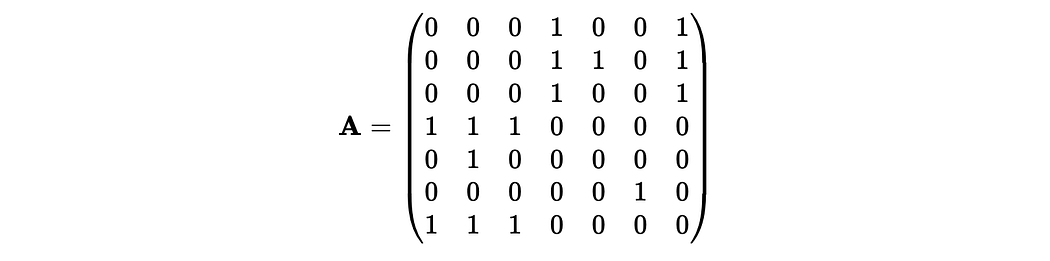 0 0 0 1 0 0 1
0 0 0 1 1 0 1
0 0 0 1 0 0 1
A = 1 1 1 0 0 0 0
0 1 0 0 0 0 0
0 0 0 0 0 1 0
1 1 1 0 0 0 0